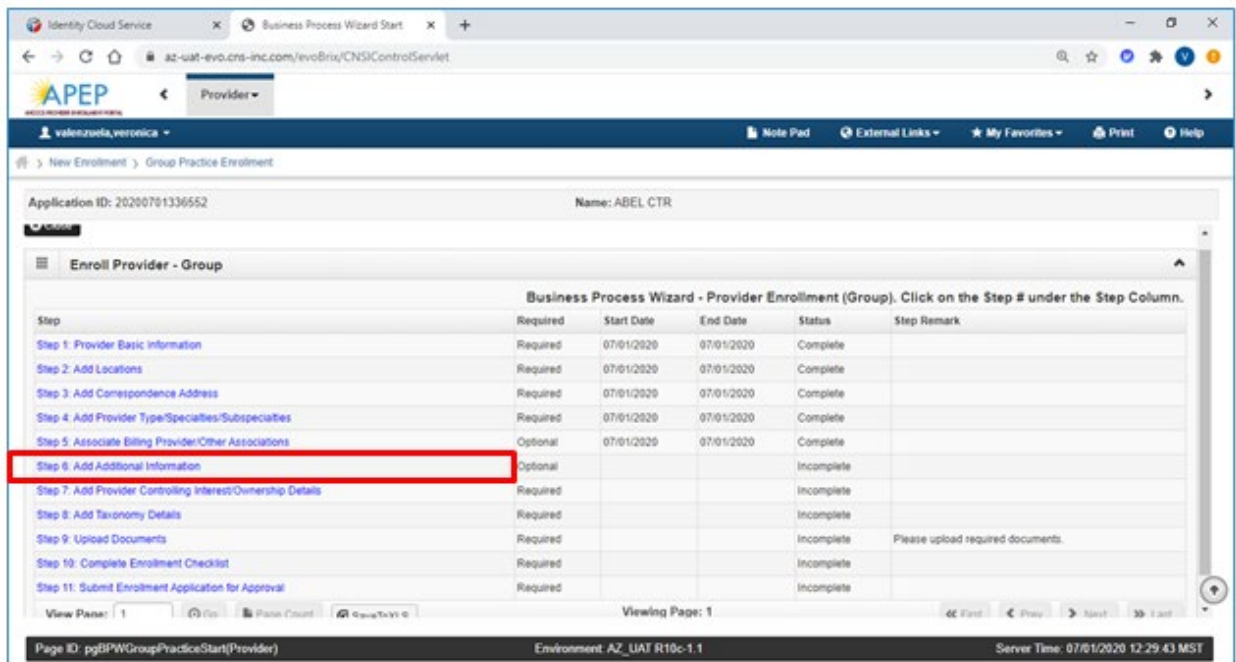 Identity Cloud Service
Business Process Wizard Start
az-uat-evo.cns-inc.com/evoBrix/CNSIControlServlet
V
APEP
Provider
valenzuela,veronica
Note Pad
External Links
My Favorites
Print
Help
New Enrollment > Group Practice Enrollment
Application ID: 20200701336552 Name: ABEL CTR
Close
Enroll Provider - Group
Business Process Wizard - Provider Enrollment (Group). Click on the Step # under the Step Column.
Step Required Start Date End Date Status Step Remark
Step 1: Provider Basic Information Required 07/01/2020 07/01/2020 Complete
Step 2: Add Locations Required 07/01/2020 07/01/2020 Complete
Step 3: Add Correspondence Address Required 07/01/2020 07/01/2020 Complete
Step 4: Add Provider Type/Specialties/Subspecialties Required 07/01/2020 07/01/2020 Complete
Step 5: Associate Billing Provider/Other Associations Optional 07/01/2020 07/01/2020 Complete
Step 6: Add Additional Information Optional Incomplete
Step 7: Add Provider Controlling Interest/Ownership Details Required Incomplete
Step 8: Add Taxonomy Details Required Incomplete
Step 9: Upload Documents Required Incomplete Please upload required documents.
Step 10: Complete Enrollment Checklist Required Incomplete
Step 11: Submit Enrollment Application for Approval Required Incomplete
View Page: 1 Go Page Count SaveToXLS Viewing Page: 1 First Prev Next Last
Page ID: pgBPWGroupPracticeStart(Provider) Environment: AZ_UAT R10c-1.1 Server Time: 07/01/2020 12:29:43 MST